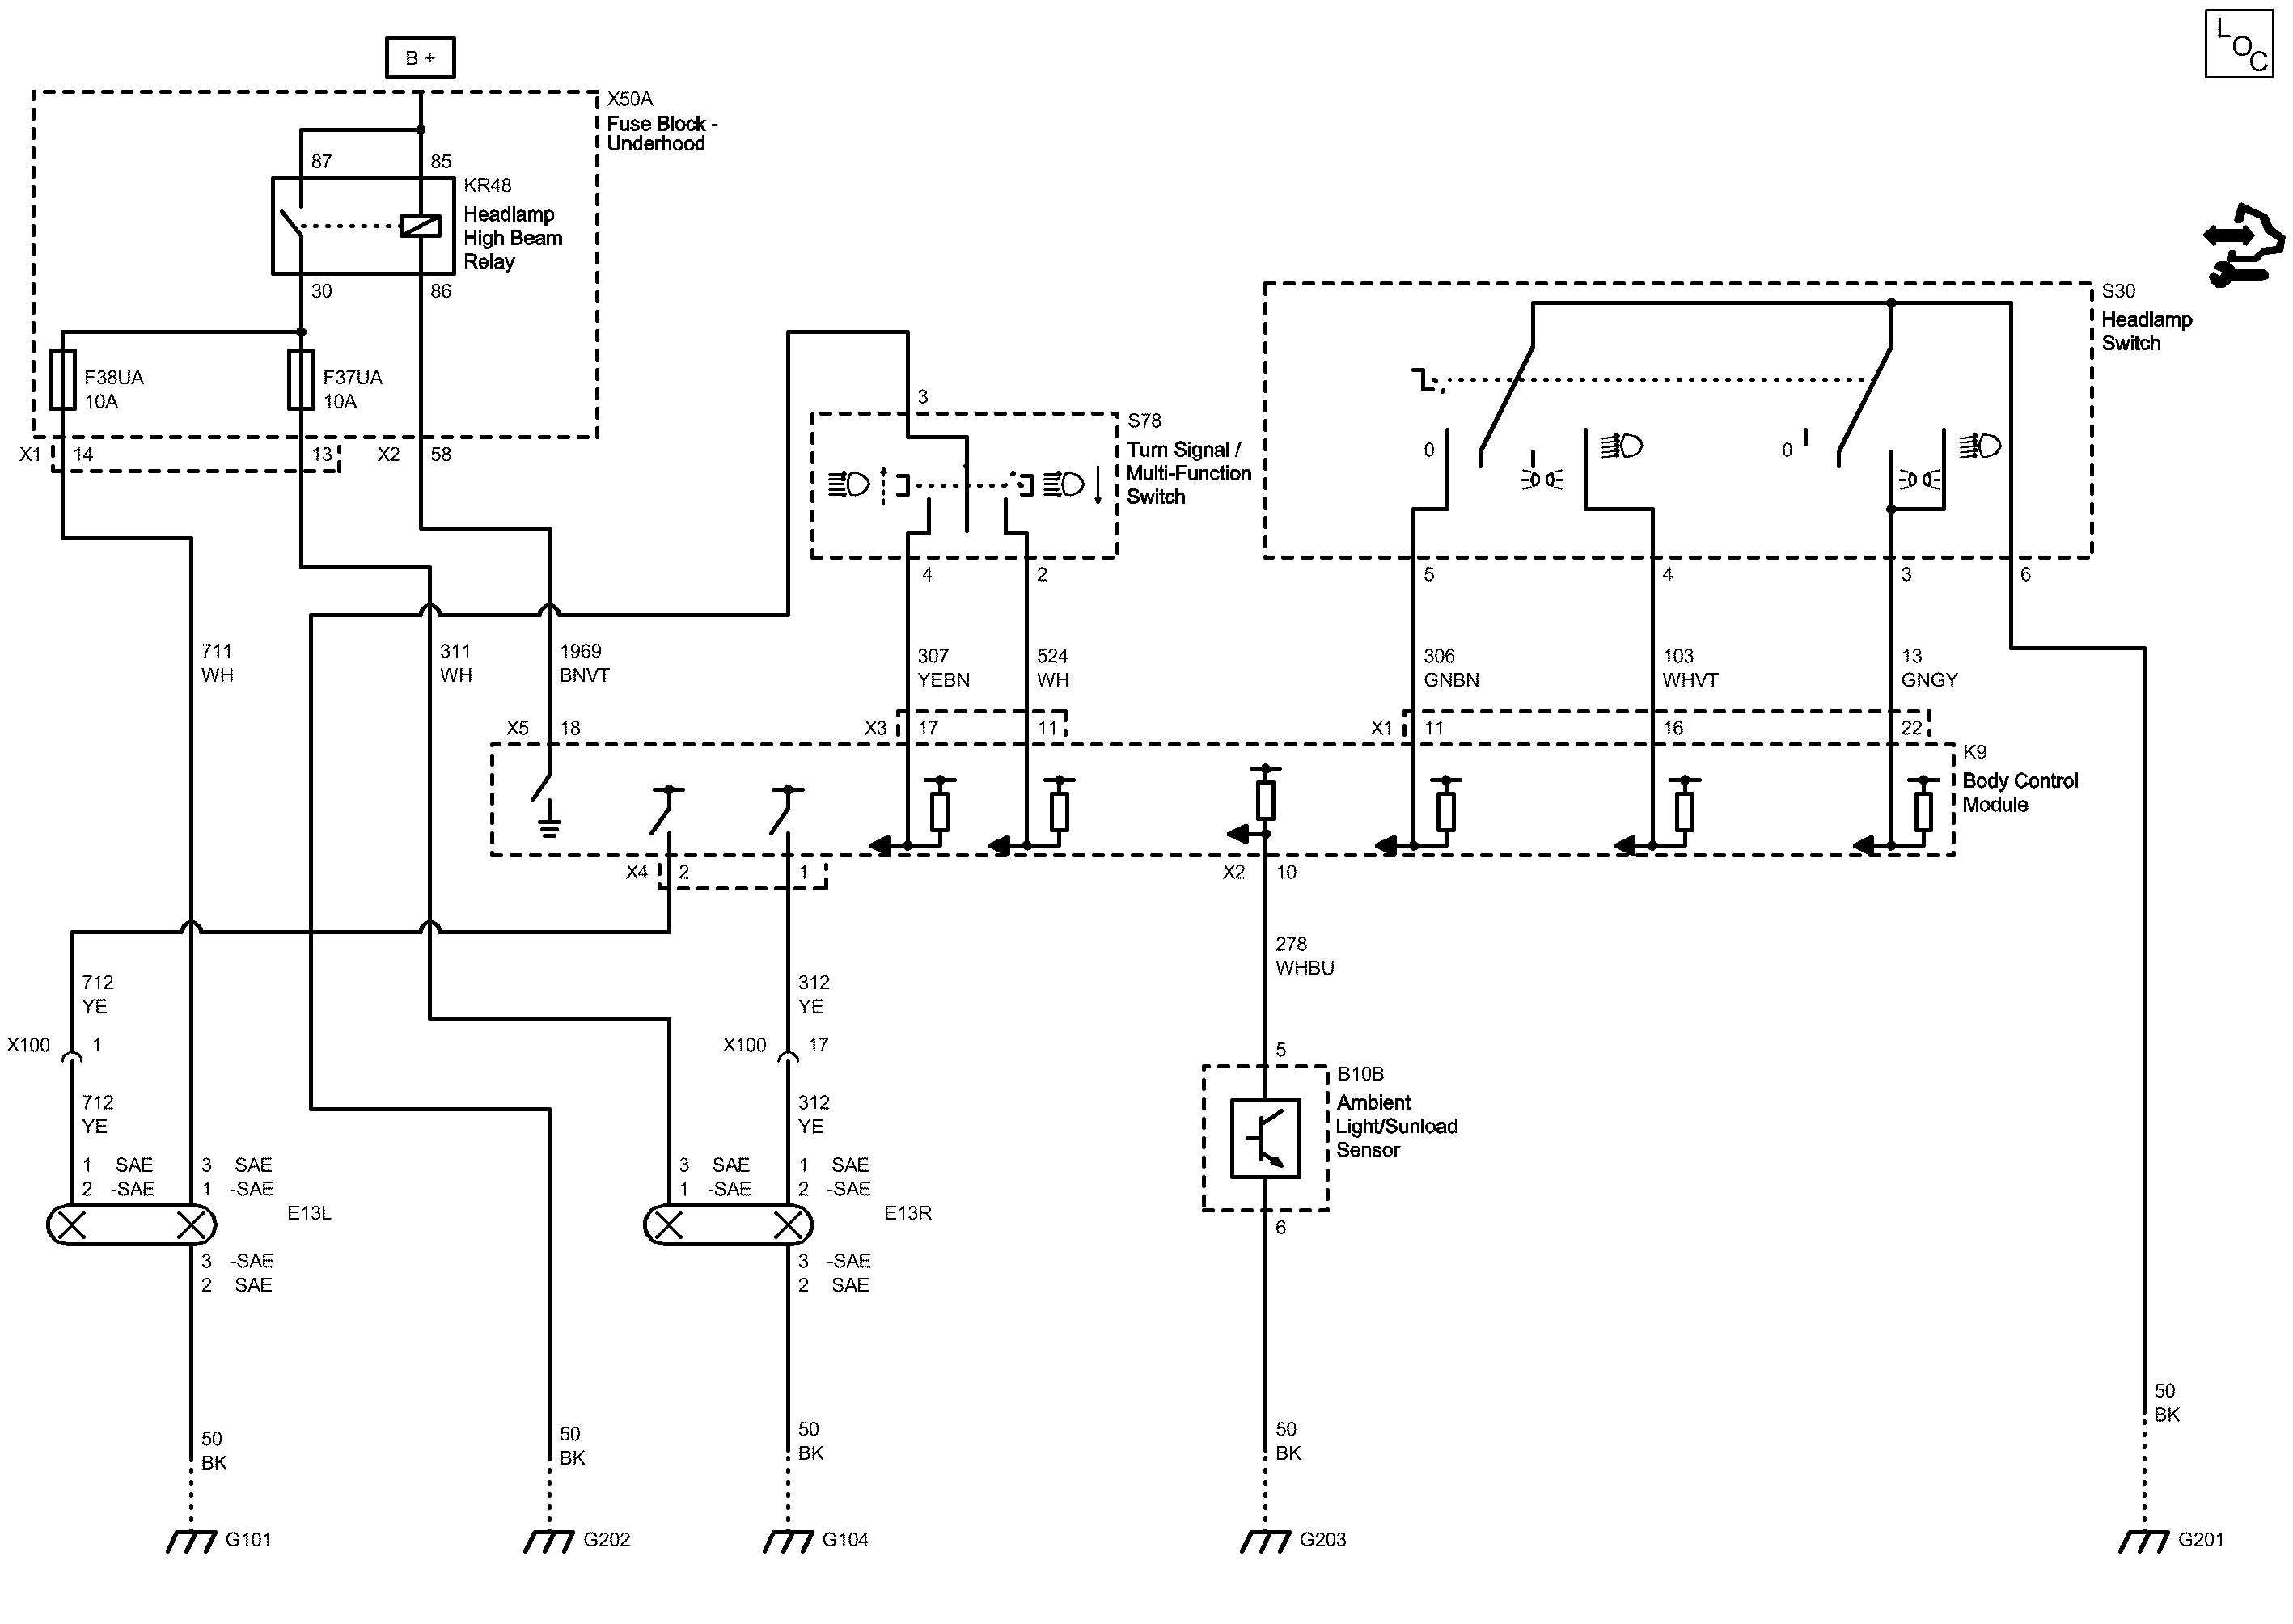 LOC
B +
X50A
Fuse Block -
Underhood
87
85
KR48
Headlamp
High Beam
Relay
30
86
F38UA
10A
F37UA
10A
X1
14
13
X2
58
3
S78
Turn Signal /
Multi-Function
Switch
4
2
S30
Headlamp
Switch
0
0
5
4
3
6
711
WH
311
WH
1969
BNVT
307
YEBN
524
WH
306
GNBN
103
WHVT
13
GNGY
X5
18
X3
17
11
X1
11
16
22
K9
Body Control
Module
X4
2
1
X2
10
712
YE
312
YE
278
WHBU
X100
1
X100
17
712
YE
312
YE
5
B10B
Ambient
Light/Sunload
Sensor
6
1 SAE
2 -SAE
3 SAE
1 -SAE
E13L
3 SAE
1 -SAE
1 SAE
2 -SAE
E13R
3 -SAE
2 SAE
3 -SAE
2 SAE
50
BK
50
BK
50
BK
50
BK
50
BK
G101
G202
G104
G203
G201